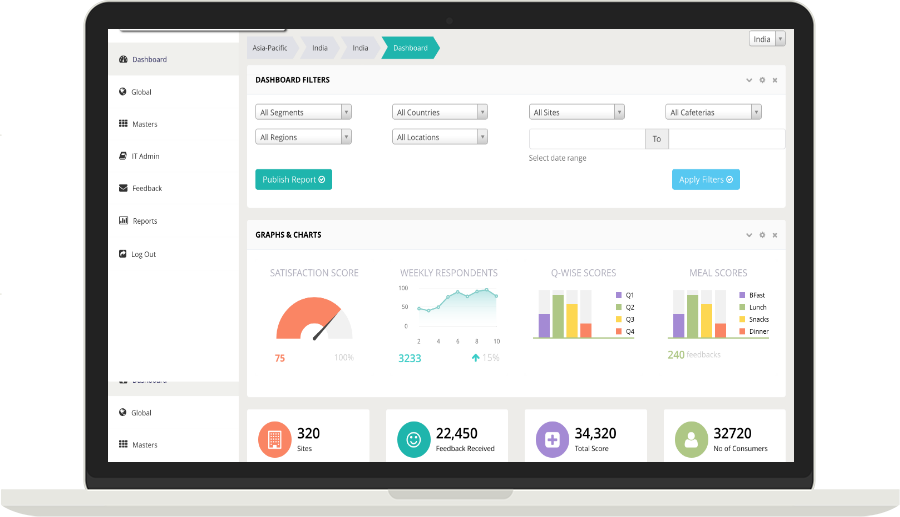 Asia-Pacific India India Dashboard
India
Dashboard
Global
Masters
IT Admin
Feedback
Reports
Log Out
Dashboard
Global
Masters
DASHBOARD FILTERS
All Segments All Countries All Sites All Cafeterias
All Regions All Locations To
Select date range
Publish Report Apply Filters
GRAPHS & CHARTS
SATISFACTION SCORE
75 100%
WEEKLY RESPONDENTS
100
50
0
2 4 6 8 10
3233 15%
Q-WISE SCORES
Q1
Q2
Q3
Q4
MEAL SCORES
BFast
Lunch
Snacks
Dinner
240 feedbacks
320
Sites
22,450
Feedback Received
34,320
Total Score
32720
No of Consumers